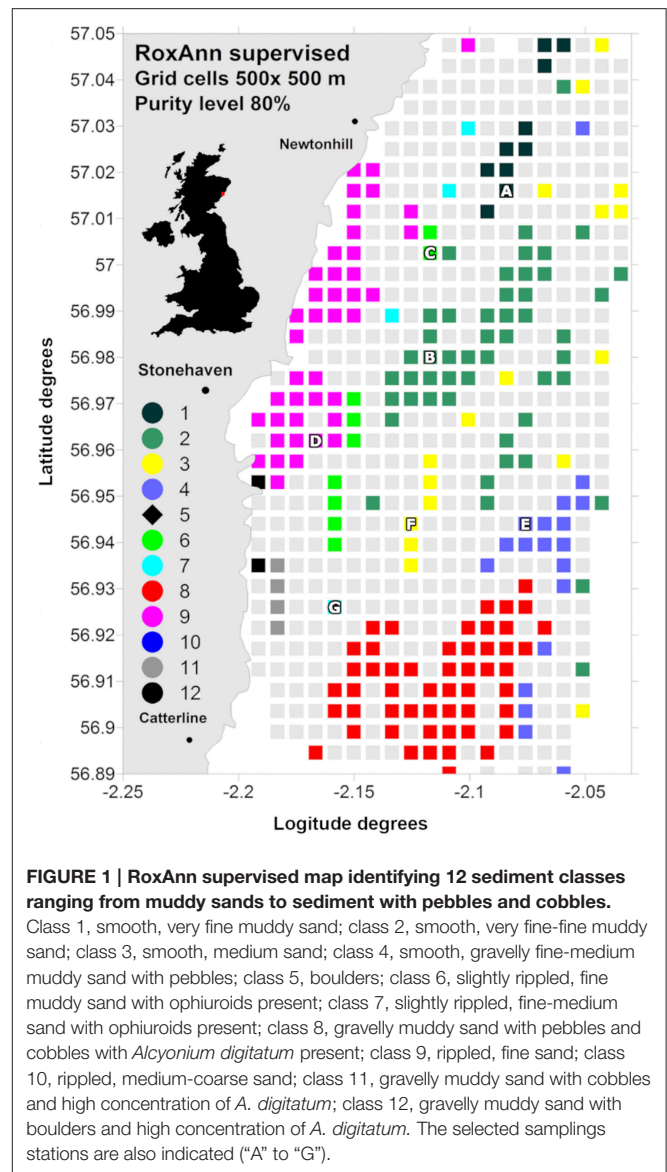 57.05
57.04
57.03
57.02
57.01
57
56.99
56.98
56.97
56.96
56.95
56.94
56.93
56.92
56.91
56.9
56.89
Latitude degrees
RoxAnn supervised
Grid cells 500x 500 m
Purity level 80%
Newtonhill
Stonehaven
1
2
3
4
5
6
7
8
9
10
11
12
Catterline
A
C
B
D
F
E
G
-2.25
-2.2
-2.15
-2.1
-2.05
Logitude degrees
FIGURE 1 | RoxAnn supervised map identifying 12 sediment classes
ranging from muddy sands to sediment with pebbles and cobbles.
Class 1, smooth, very fine muddy sand; class 2, smooth, very fine-fine muddy
sand; class 3, smooth, medium sand; class 4, smooth, gravelly fine-medium
muddy sand with pebbles; class 5, boulders; class 6, slightly rippled, fine
muddy sand with ophiuroids present; class 7, slightly rippled, fine-medium
sand with ophiuroids present; class 8, gravelly muddy sand with pebbles and
cobbles with Alcyonium digitatum present; class 9, rippled, fine sand; class
10, rippled, medium-coarse sand; class 11, gravelly muddy sand with cobbles
and high concentration of A. digitatum; class 12, gravelly muddy sand with
boulders and high concentration of A. digitatum. The selected samplings
stations are also indicated (“A” to “G”).